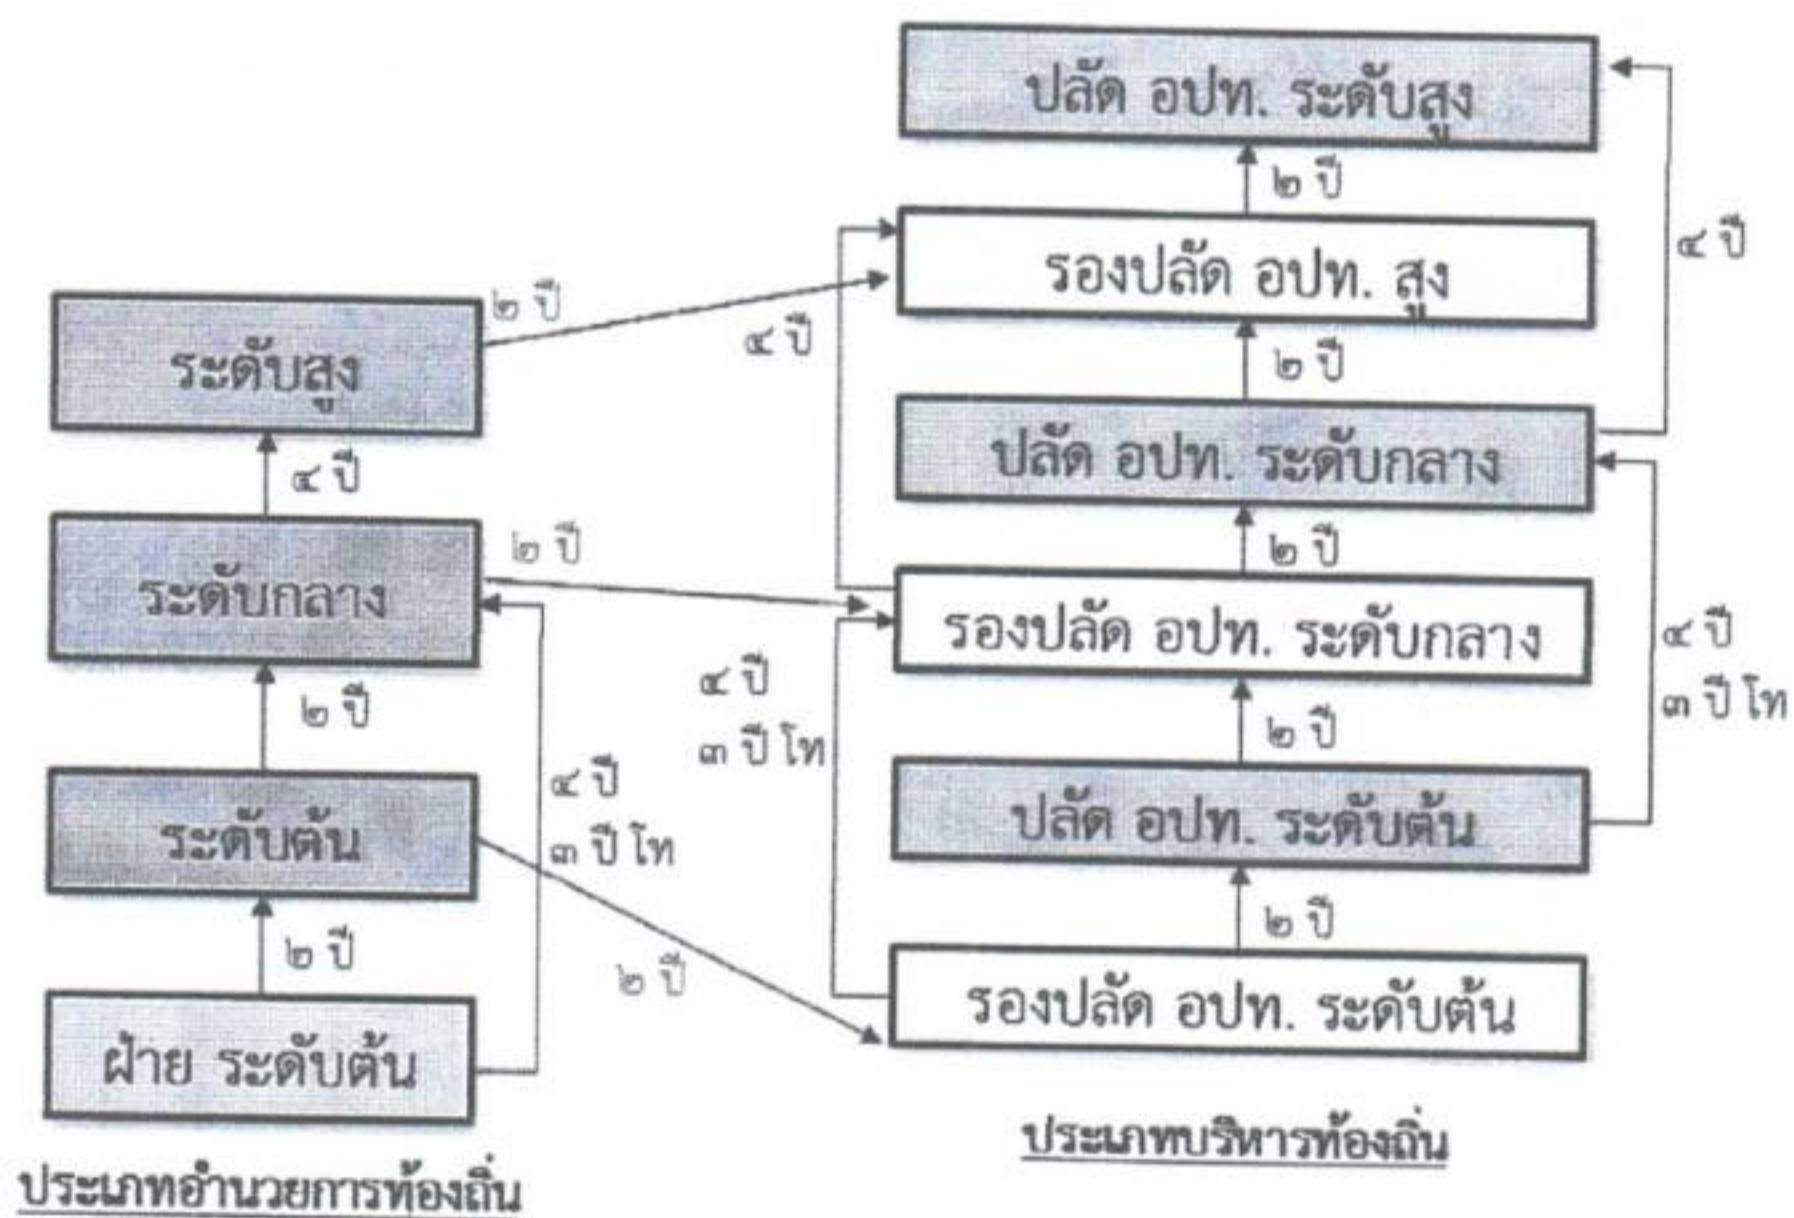 ปลัด อปท. ระดับสูง
๒ ปี
๔ ปี
รองปลัด อปท. สูง
๒ ปี
๔ ปี
ระดับสูง
๒ ปี
๔ ปี
ปลัด อปท. ระดับกลาง
๒ ปี
๒ ปี
ระดับกลาง
รองปลัด อปท. ระดับกลาง
๔ ปี
๓ ปี โท
๔ ปี
๓ ปี โท
๒ ปี
๒ ปี
ระดับต้น
๔ ปี
๓ ปี โท
ปลัด อปท. ระดับต้น
๒ ปี
๒ ปี
๒ ปี
รองปลัด อปท. ระดับต้น
ฝ่าย ระดับต้น
ประเภทบริหารท้องถิ่น
ประเภทอำนวยการท้องถิ่น